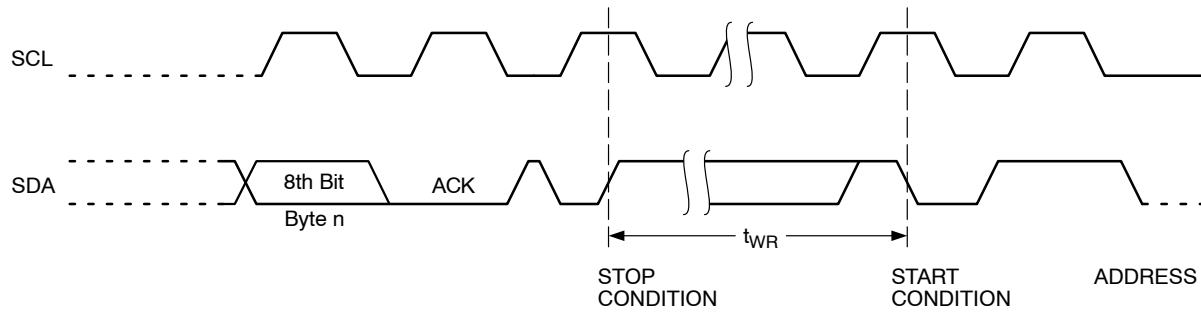 SCL
SDA
8th Bit
ACK
Byte n
tWR
STOP
CONDITION
START
CONDITION
ADDRESS